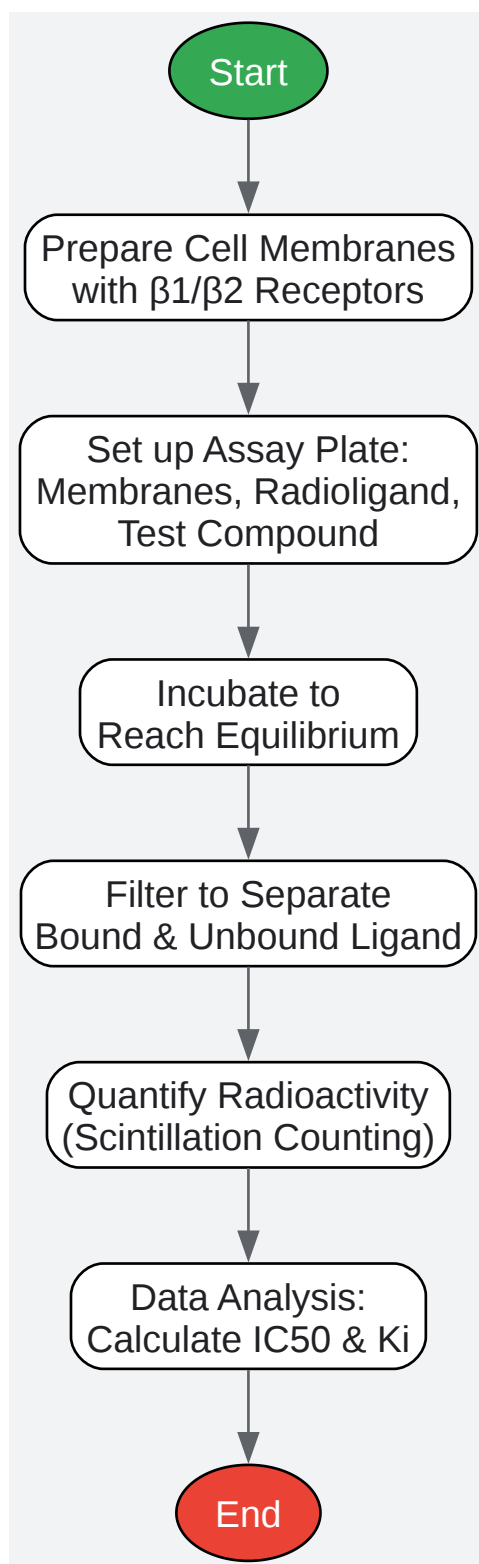 Start
Prepare Cell Membranes
with β1/β2 Receptors
Set up Assay Plate:
Membranes, Radioligand,
Test Compound
Incubate to
Reach Equilibrium
Filter to Separate
Bound & Unbound Ligand
Quantify Radioactivity
(Scintillation Counting)
Data Analysis:
Calculate IC50 & Ki
End